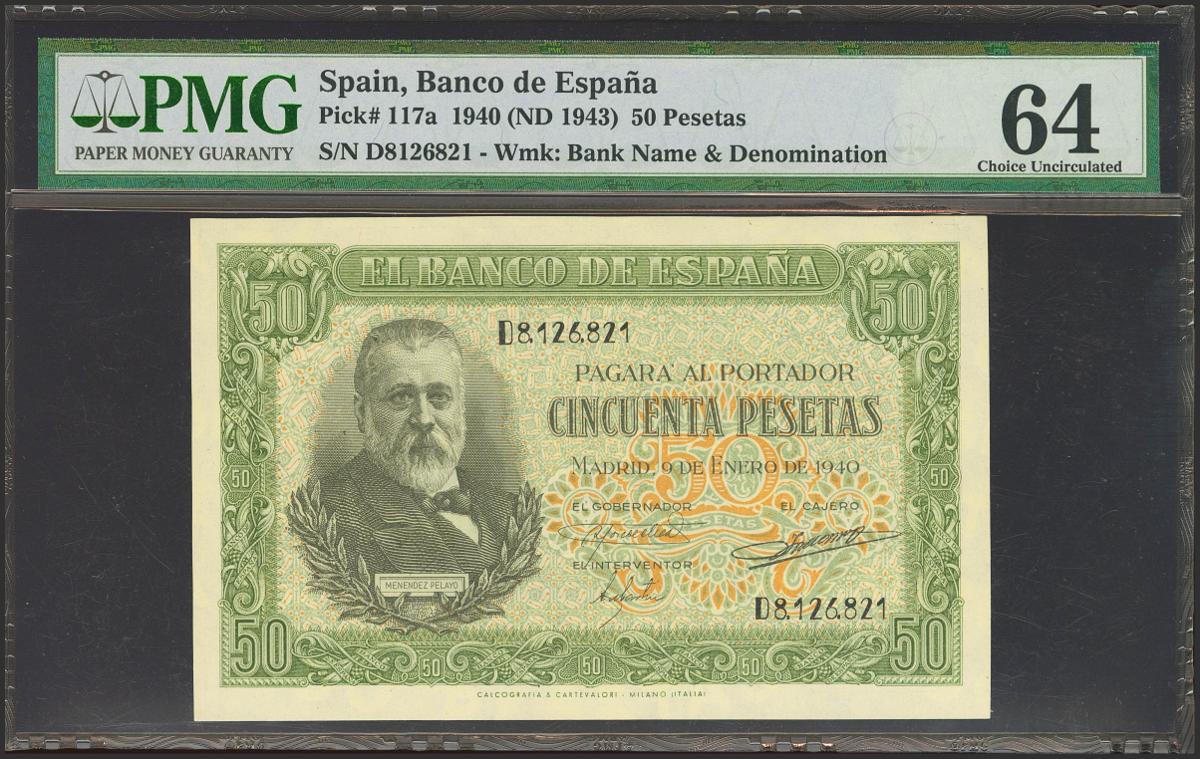 PMG
PAPER MONEY GUARANTY
Spain, Banco de España
Pick# 117a 1940 (ND 1943) 50 Pesetas
S/N D8126821 - Wmk: Bank Name & Denomination
64
Choice Uncirculated
EL BANCO DE ESPAÑA
50
50
D8.126.821
PAGARA' AL PORTADOR
CINCUENTA PESETAS
50
MADRID, 9 DE ENERO DE 1940
50
50
EL GOBERNADOR
EL CAJERO
PESETAS
EL INTERVENTOR
MENENDEZ PELAYO
D8.126.821
50
50
50
50
50
CALCOGRAFIA & CARTEVALORI - MILANO (ITALIA)